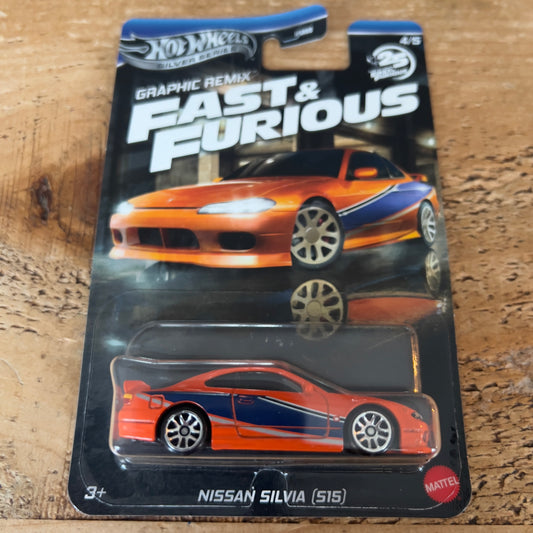 HOT WHEELS
SILVER SERIES
4/5
25
GRAPHIC REMIX
FAST &
FURIOUS
3+
NISSAN SILVIA (S15)
MATTEL